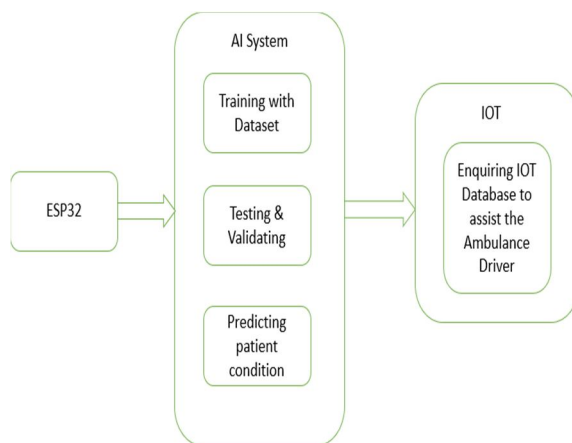 AI System
Training with
Dataset
ESP32
Testing &
Validating
Predicting
patient
condition
IOT
Enquiring IOT
Database to
assist the
Ambulance
Driver